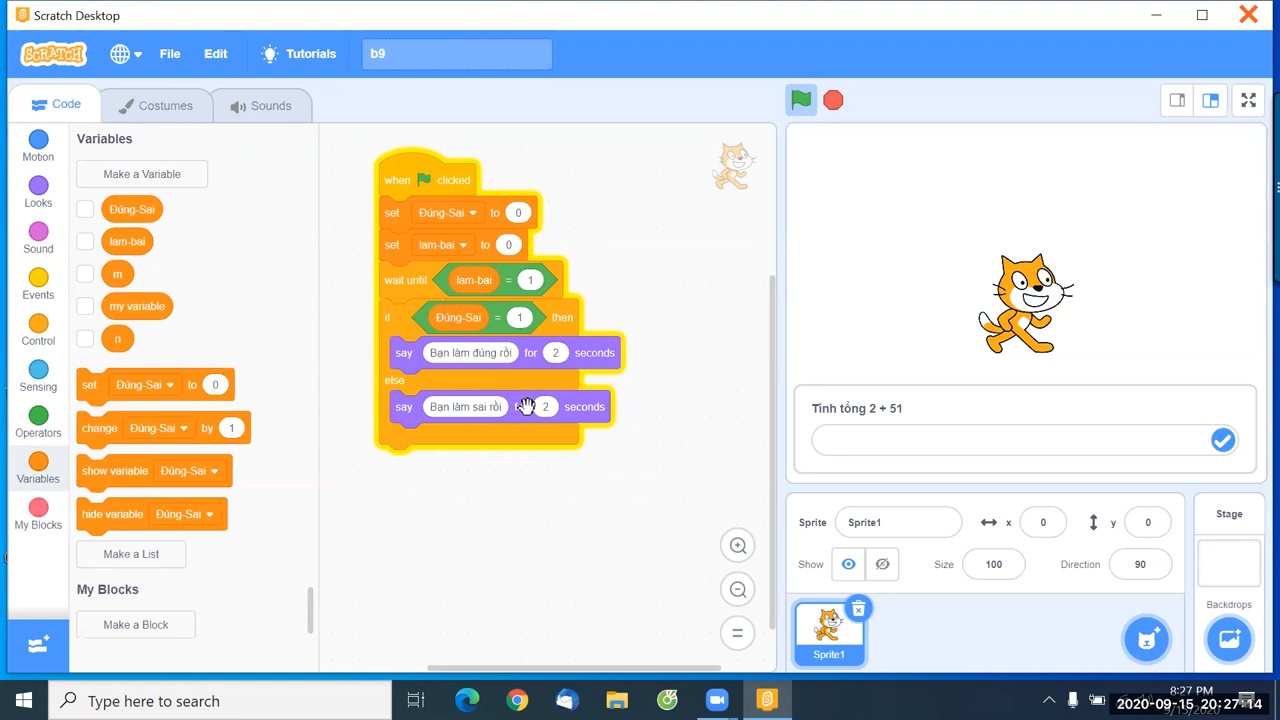 Scratch Desktop
SCRATCH
File
Edit
Tutorials
b9
Code
Costumes
Sounds
Motion
Looks
Sound
Events
Control
Sensing
Operators
Variables
My Blocks
Variables
Make a Variable
Đúng-Sai
lam-bai
m
my variable
n
set Đúng-Sai to 0
change Đúng-Sai by 1
show variable Đúng-Sai
hide variable Đúng-Sai
Make a List
My Blocks
Make a Block
when clicked
set Đúng-Sai to 0
set lam-bai to 0
wait until lam-bai = 1
if Đúng-Sai = 1 then
say Bạn làm đúng rồi for 2 seconds
else
say Bạn làm sai rồi 2 seconds
Tính tổng 2 + 51
Sprite Sprite1 x 0 y 0
Show Size 100 Direction 90
Sprite1
Stage
Backdrops
Type here to search
8:27 PM
2020-09-15 20:27:14